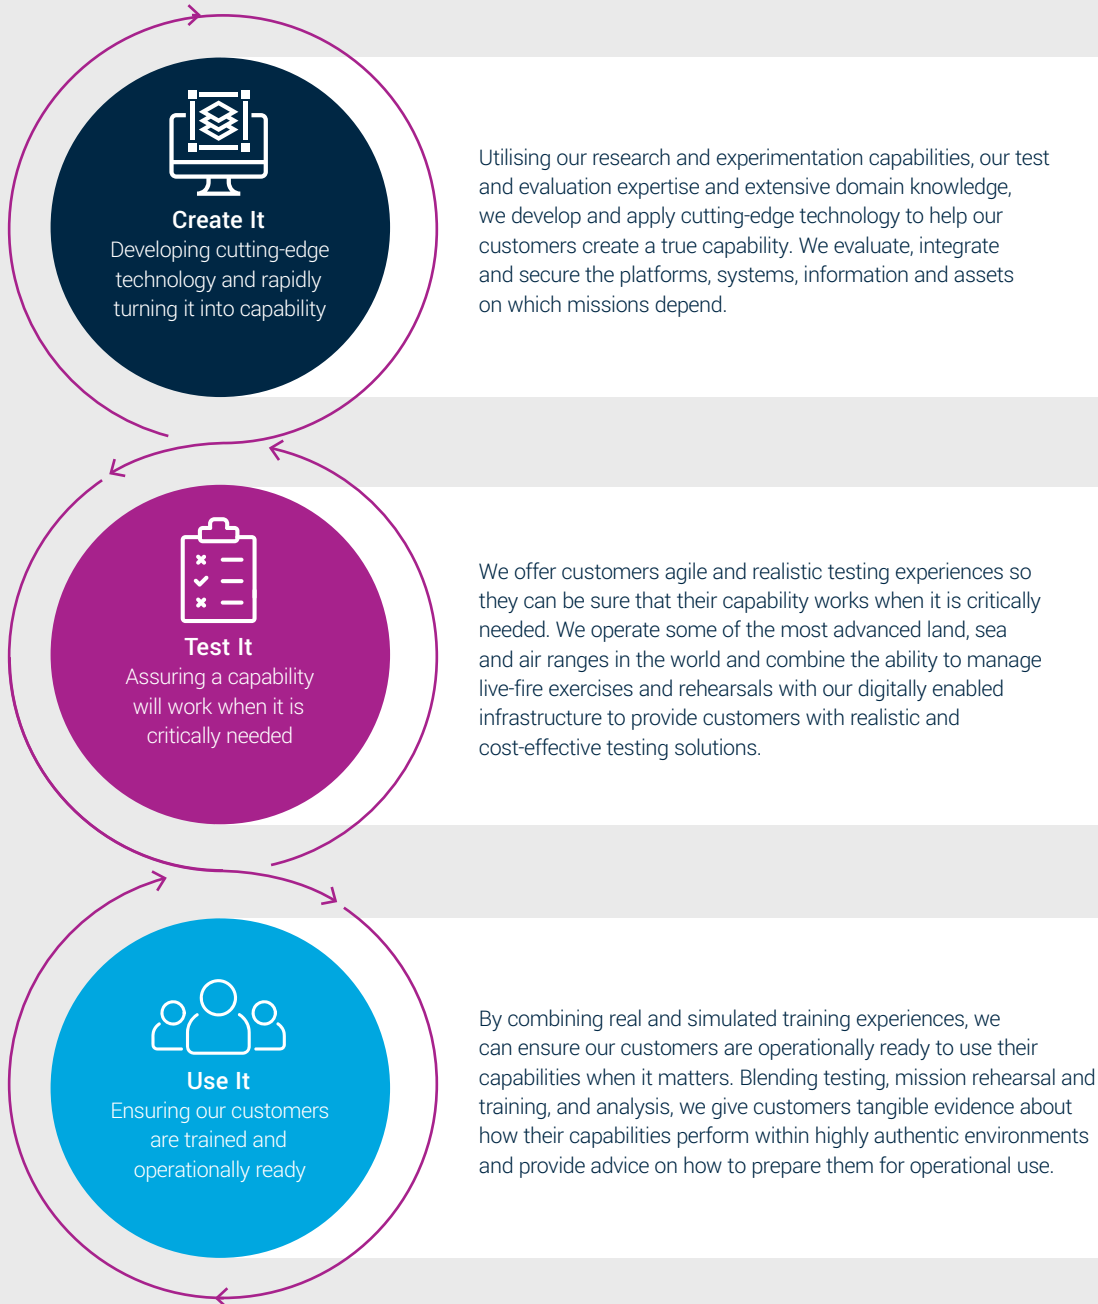 Create It
Developing cutting-edge
technology and rapidly
turning it into capability
Utilising our research and experimentation capabilities, our test
and evaluation expertise and extensive domain knowledge,
we develop and apply cutting-edge technology to help our
customers create a true capability. We evaluate, integrate
and secure the platforms, systems, information and assets
on which missions depend.
Test It
Assuring a capability
will work when it is
critically needed
We offer customers agile and realistic testing experiences so
they can be sure that their capability works when it is critically
needed. We operate some of the most advanced land, sea
and air ranges in the world and combine the ability to manage
live-fire exercises and rehearsals with our digitally enabled
infrastructure to provide customers with realistic and
cost-effective testing solutions.
Use It
Ensuring our customers
are trained and
operationally ready
By combining real and simulated training experiences, we
can ensure our customers are operationally ready to use their
capabilities when it matters. Blending testing, mission rehearsal and
training, and analysis, we give customers tangible evidence about
how their capabilities perform within highly authentic environments
and provide advice on how to prepare them for operational use.